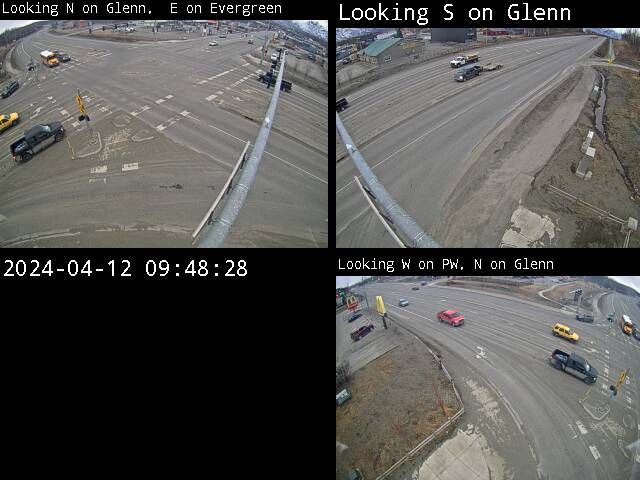 Looking N on Glenn, E on Evergreen
Looking S on Glenn
2024-04-12 09:48:28
Looking W on PW, N on Glenn